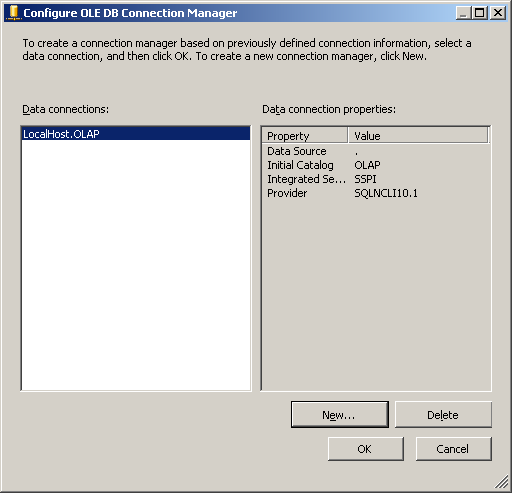 Configure OLE DB Connection Manager
To create a connection manager based on previously defined connection information, select a
data connection, and then click OK. To create a new connection manager, click New.
Data connections:
Data connection properties:
LocalHost.OLAP
Property Value
Data Source .
Initial Catalog OLAP
Integrated Se... SSPI
Provider SQLNCLI10.1
New... Delete
OK Cancel